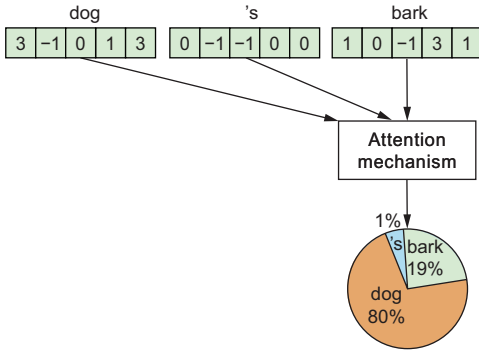 dog 's bark
3 −1 0 1 3 0 −1 −1 0 0 1 0 −1 3 1
Attention
mechanism
1%
's bark
19%
dog
80%